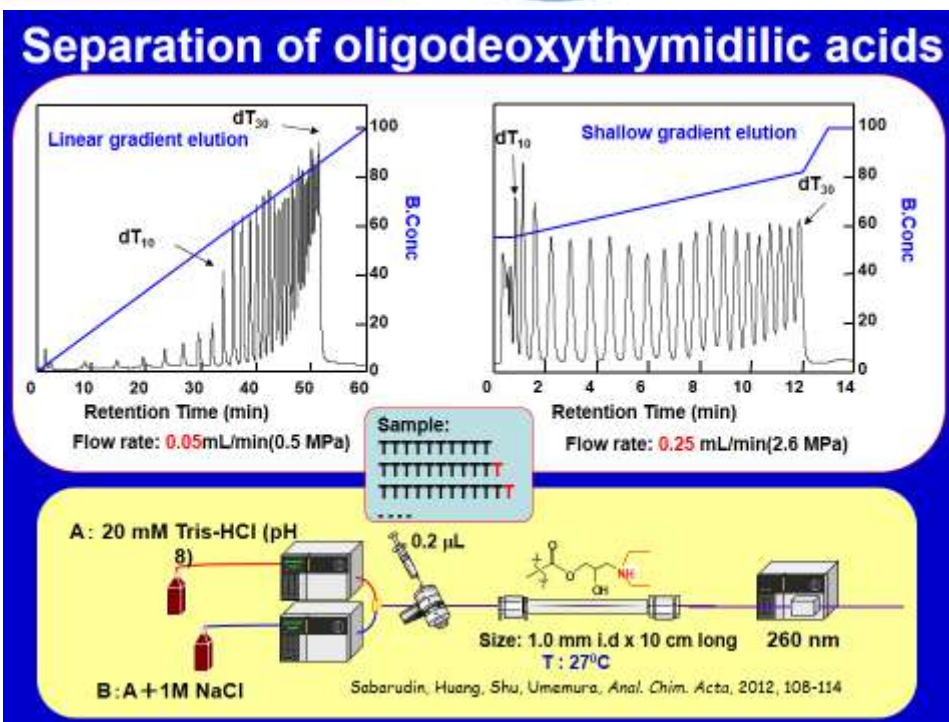 Separation of oligodeoxythymidilic acids
Linear gradient elution
dT30
dT10
100
80
60
40
20
0
B.Conc
0 10 20 30 40 50 60
Retention Time (min)
Flow rate: 0.05mL/min(0.5 MPa)
Shallow gradient elution
dT10
dT30
100
80
60
40
20
0
B.Conc
0 2 4 6 8 10 12 14
Retention Time (min)
Flow rate: 0.25 mL/min(2.6 MPa)
Sample:
TTTTTTTTTT
TTTTTTTTTTT
TTTTTTTTTTTT
- - - -
A: 20 mM Tris-HCl (pH
8)
0.2 μL
O
O
OH
NH
Size: 1.0 mm i.d x 10 cm long
T : 27⁰C
260 nm
B:A+1M NaCl
Sabarudin, Huang, Shu, Umemura, Anal. Chim. Acta, 2012, 108-114